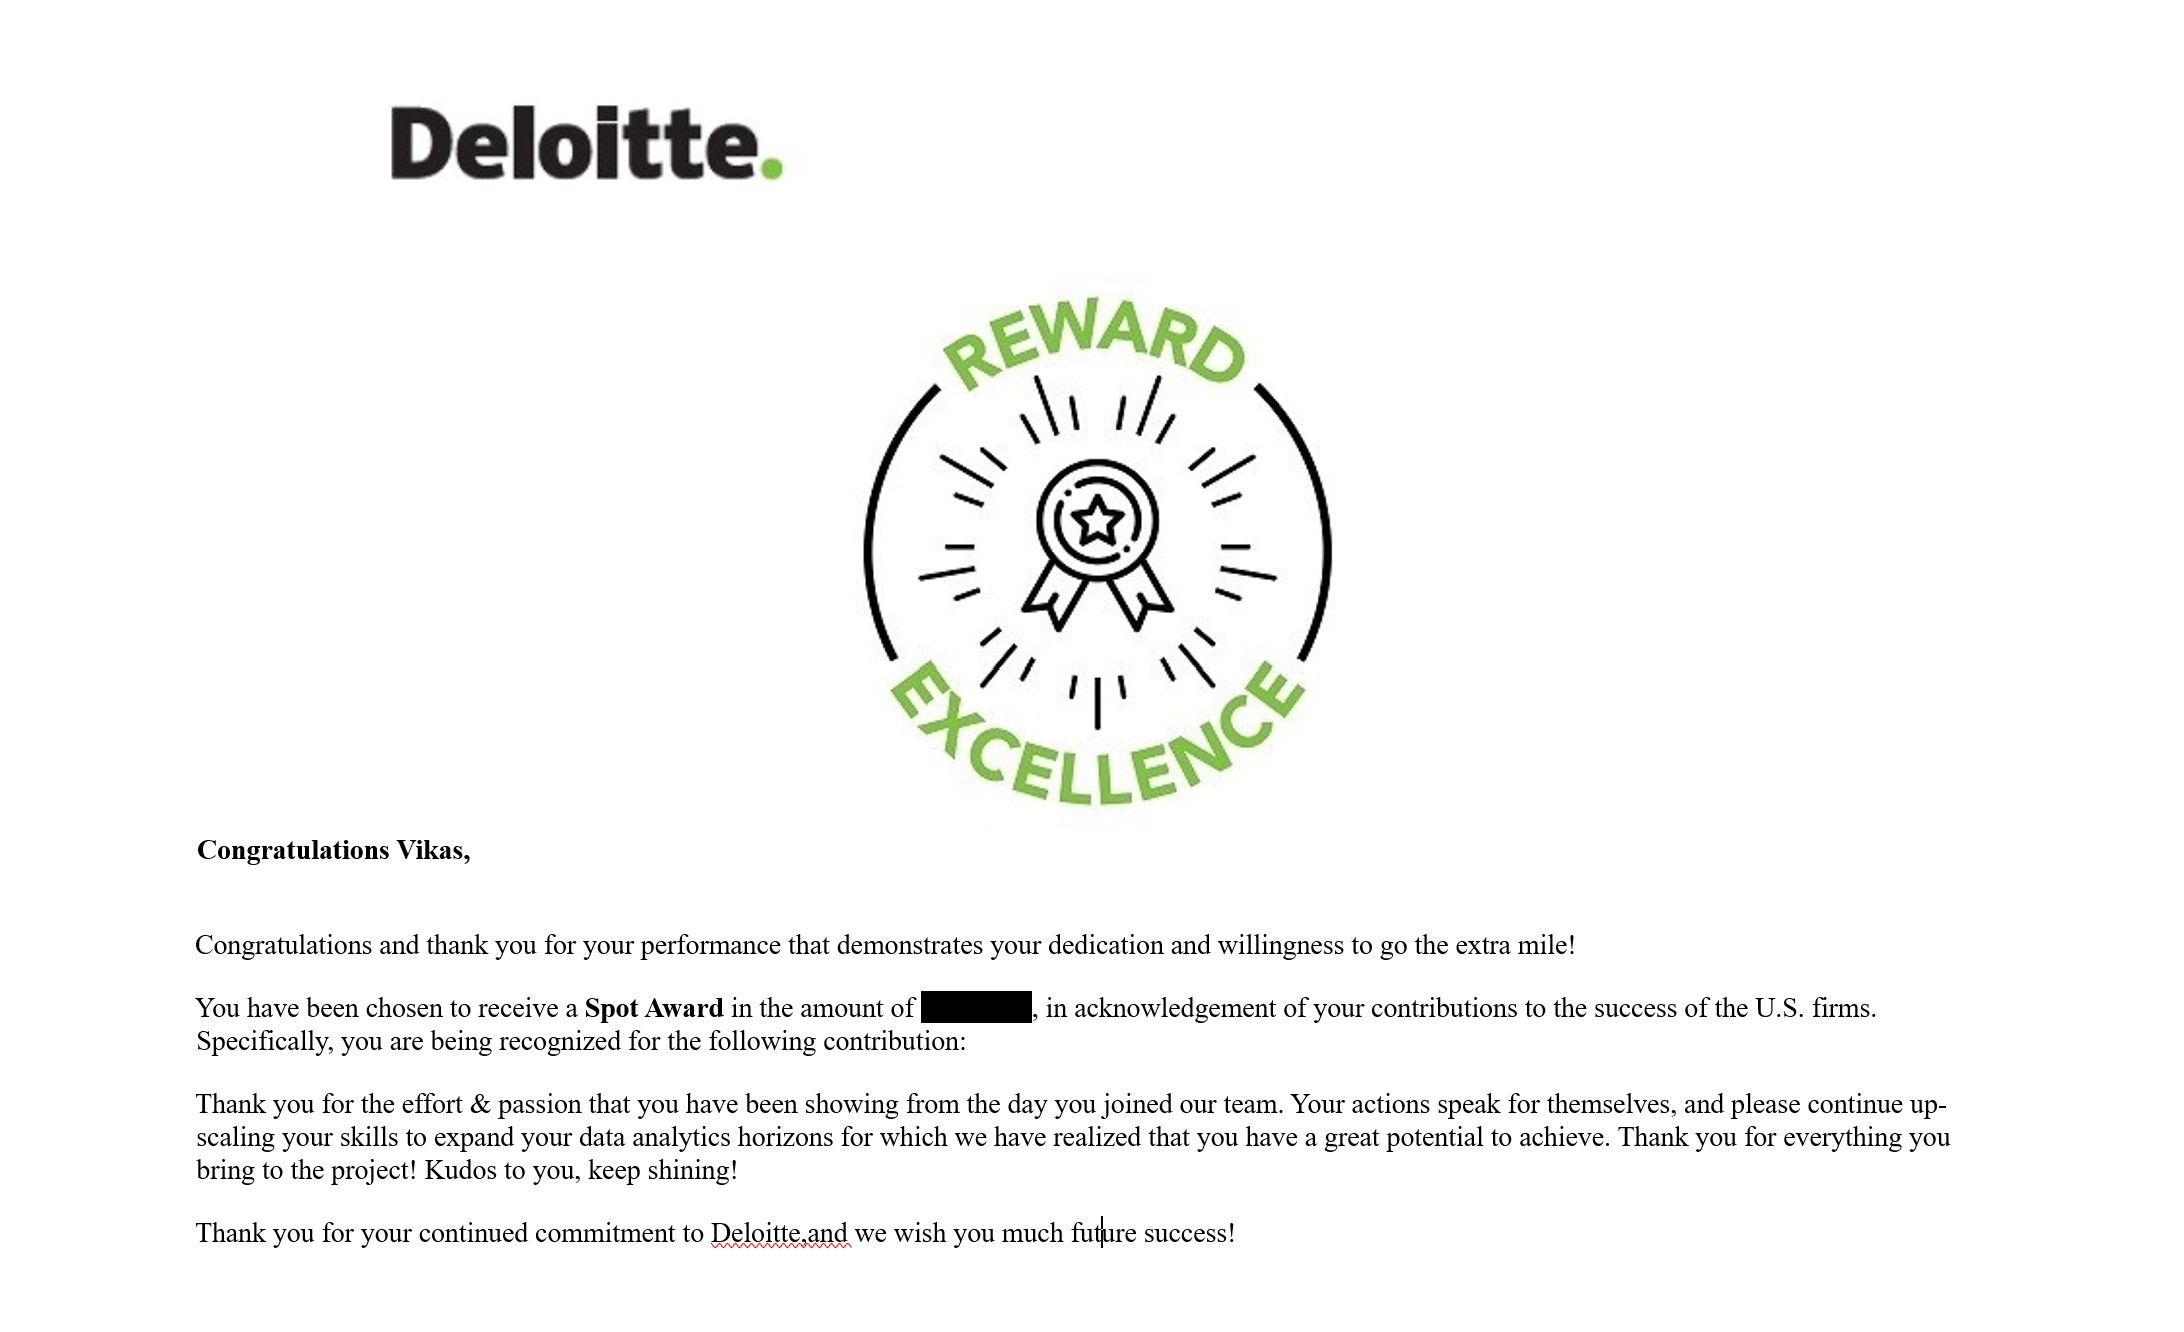 Deloitte.
REWARD
EXCELLENCE
Congratulations Vikas,
Congratulations and thank you for your performance that demonstrates your dedication and willingness to go the extra mile!
You have been chosen to receive a Spot Award in the amount of , in acknowledgement of your contributions to the success of the U.S. firms.
Specifically, you are being recognized for the following contribution:
Thank you for the effort & passion that you have been showing from the day you joined our team. Your actions speak for themselves, and please continue up-
scaling your skills to expand your data analytics horizons for which we have realized that you have a great potential to achieve. Thank you for everything you
bring to the project! Kudos to you, keep shining!
Thank you for your continued commitment to Deloitte,and we wish you much future success!